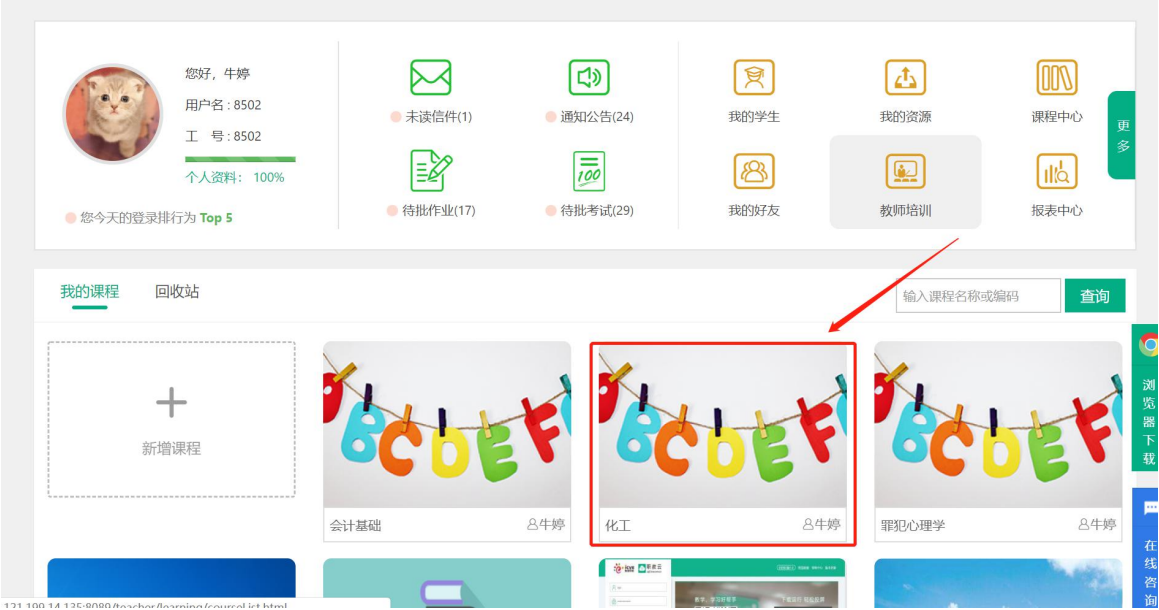 您好，牛婷
用户名 : 8502
工 号 : 8502
个人资料： 100%
您今天的登录排行为 Top 5
未读信件(1)
通知公告(24)
待批作业(17)
100
待批考试(29)
我的学生
我的资源
课程中心
我的好友
教师培训
报表中心
更多
我的课程
回收站
输入课程名称或编码
查询
新增课程
BCDEF
会计基础
牛婷
BCDEF
化工
牛婷
BCDEF
罪犯心理学
牛婷
浏览器下载
在线咨询
131.199.14.135:8089/teacher/learning/courseList.html